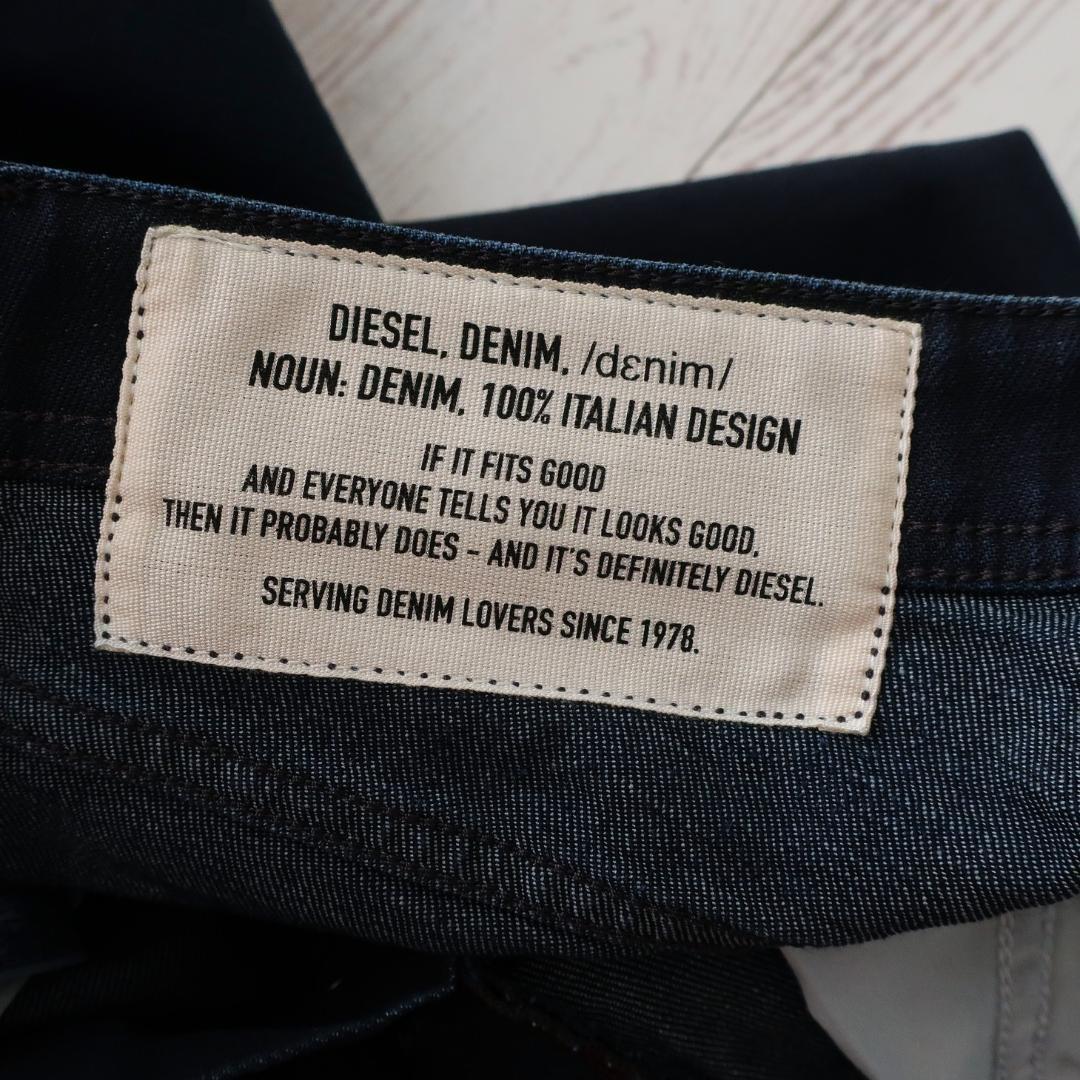 DIESEL, DENIM, /dɛnim/
NOUN: DENIM, 100% ITALIAN DESIGN
IF IT FITS GOOD
AND EVERYONE TELLS YOU IT LOOKS GOOD,
THEN IT PROBABLY DOES - AND IT'S DEFINITELY DIESEL.
SERVING DENIM LOVERS SINCE 1978.